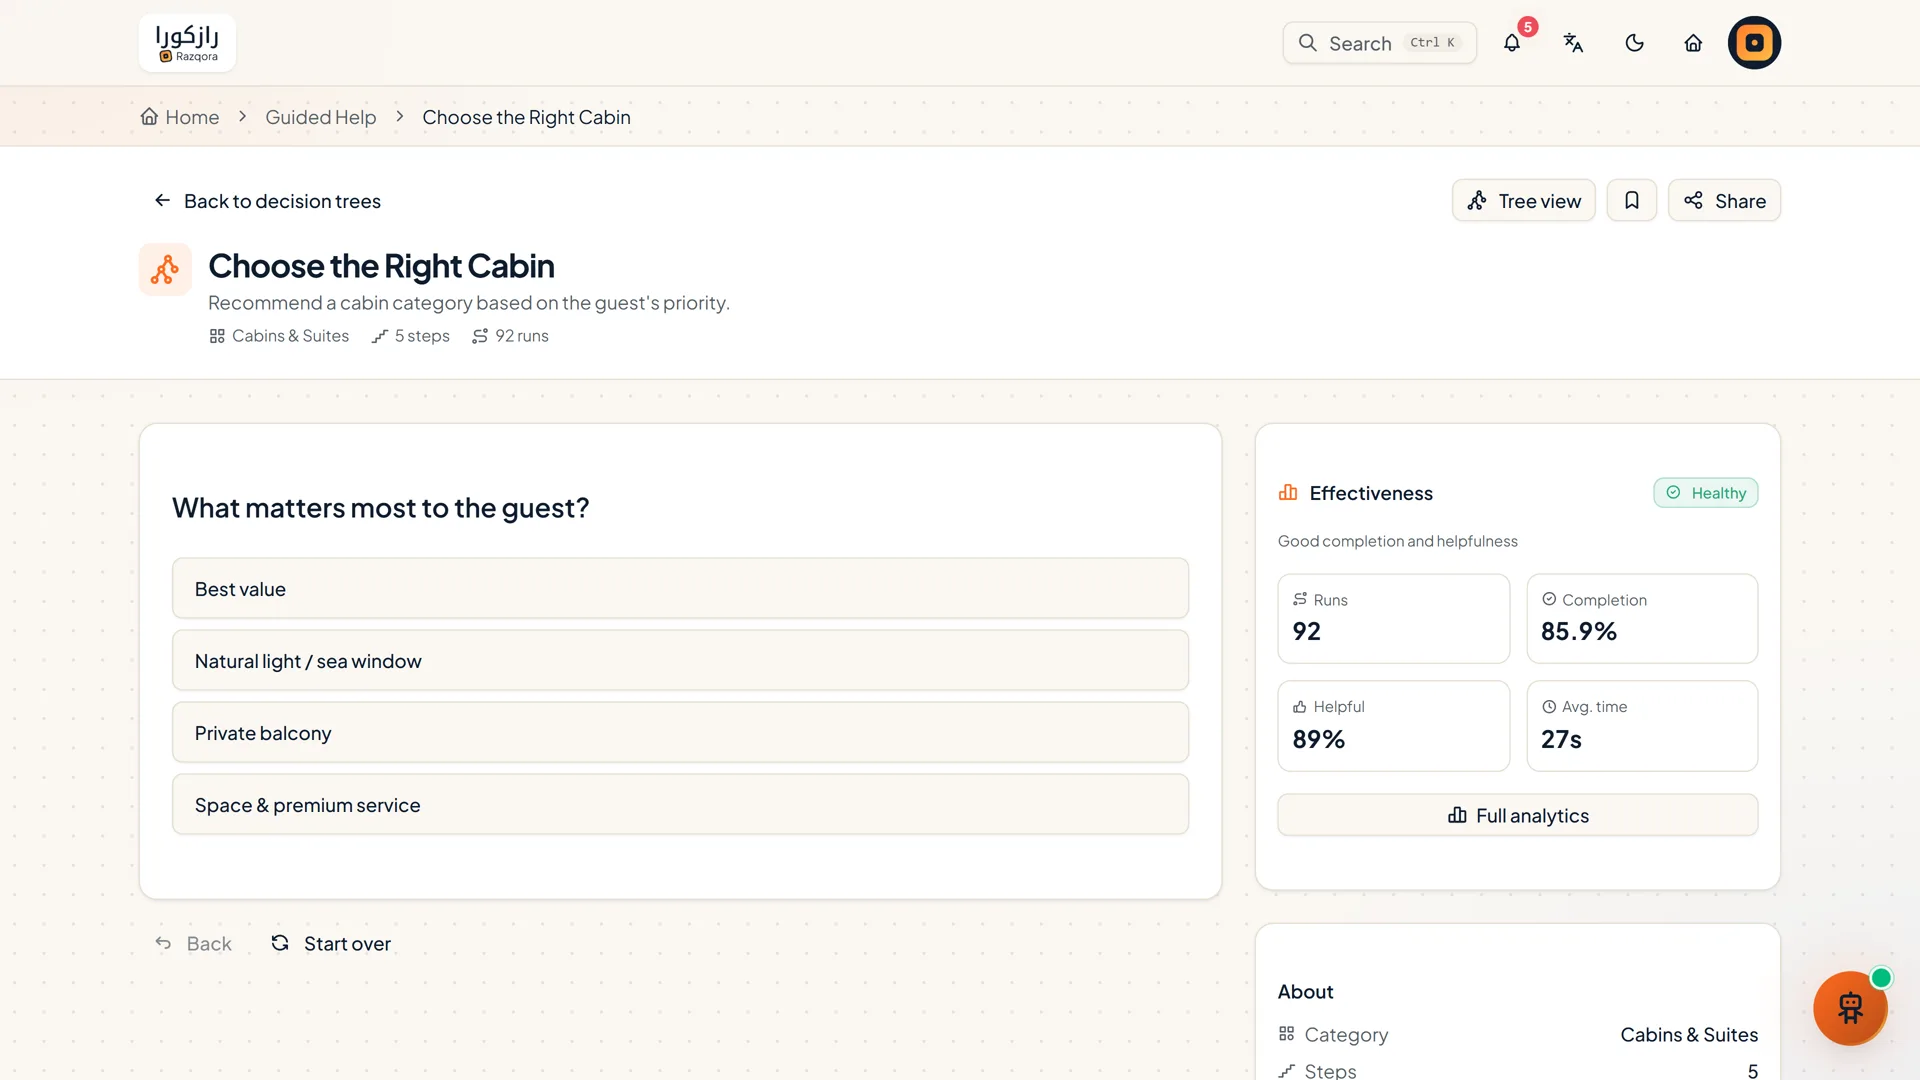 رازكورا
Razqora
Search Ctrl K
5
Home > Guided Help > Choose the Right Cabin
Back to decision trees
Tree view
Share
Choose the Right Cabin
Recommend a cabin category based on the guest's priority.
Cabins & Suites 5 steps 92 runs
What matters most to the guest?
Best value
Natural light / sea window
Private balcony
Space & premium service
Back Start over
Effectiveness Healthy
Good completion and helpfulness
Runs
92
Completion
85.9%
Helpful
89%
Avg. time
27s
Full analytics
About
Category Cabins & Suites
Steps 5